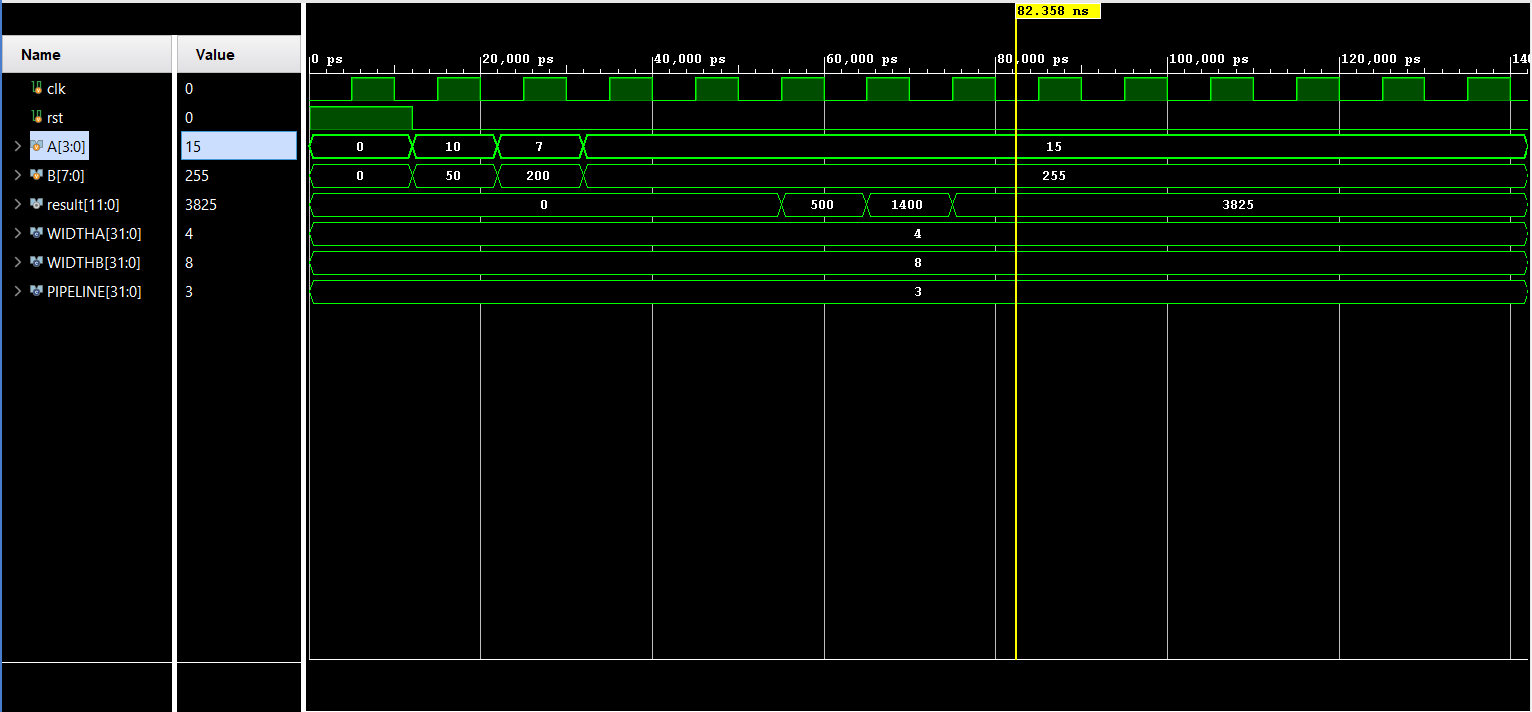 82.358 ns
Name Value
0 ps 20,000 ps 40,000 ps 60,000 ps 80,000 ps 100,000 ps 120,000 ps 140
clk 0
rst 0
A[3:0] 15 0 10 7 15
B[7:0] 255 0 50 200 255
result[11:0] 3825 0 500 1400 3825
WIDTHA[31:0] 4 4
WIDTHB[31:0] 8 8
PIPELINE[31:0] 3 3